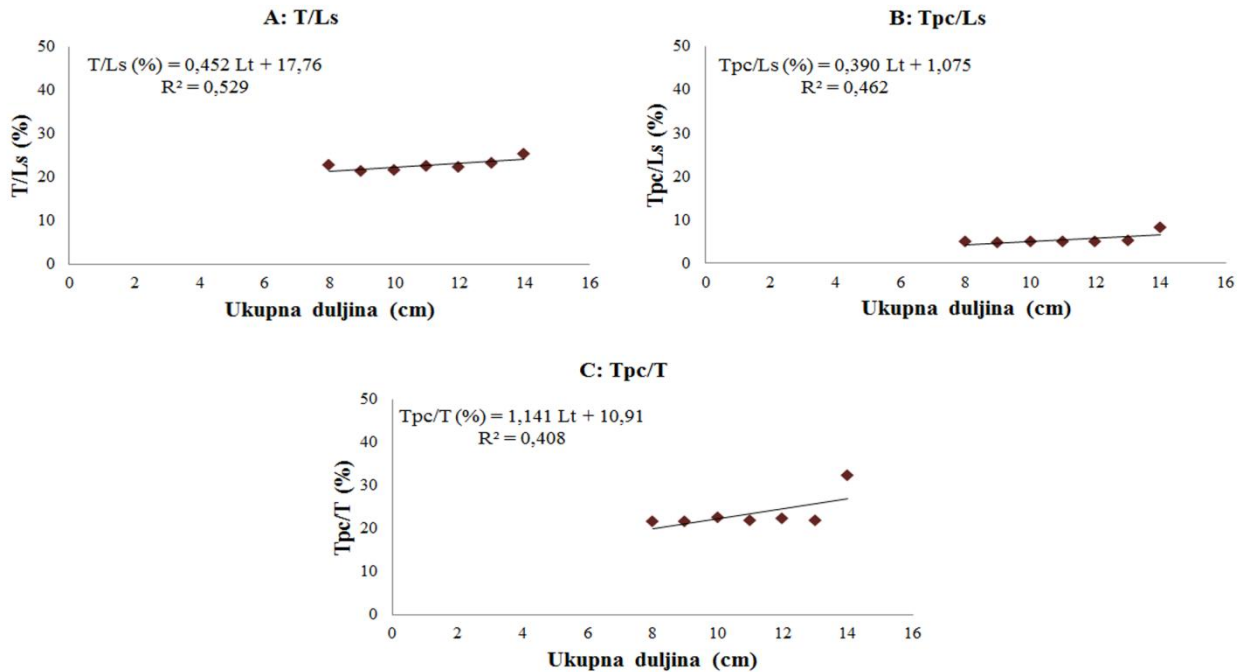 A: T/Ls
T/Ls (%) = 0,452 Lt + 17,76
R² = 0,529
T/Ls (%)
50
40
30
20
10
0
0 2 4 6 8 10 12 14 16
Ukupna duljina (cm)
B: Tpc/Ls
Tpc/Ls (%) = 0,390 Lt + 1,075
R² = 0,462
Tpc/Ls (%)
50
40
30
20
10
0
0 2 4 6 8 10 12 14 16
Ukupna duljina (cm)
C: Tpc/T
Tpc/T (%) = 1,141 Lt + 10,91
R² = 0,408
Tpc/T (%)
50
40
30
20
10
0
0 2 4 6 8 10 12 14 16
Ukupna duljina (cm)